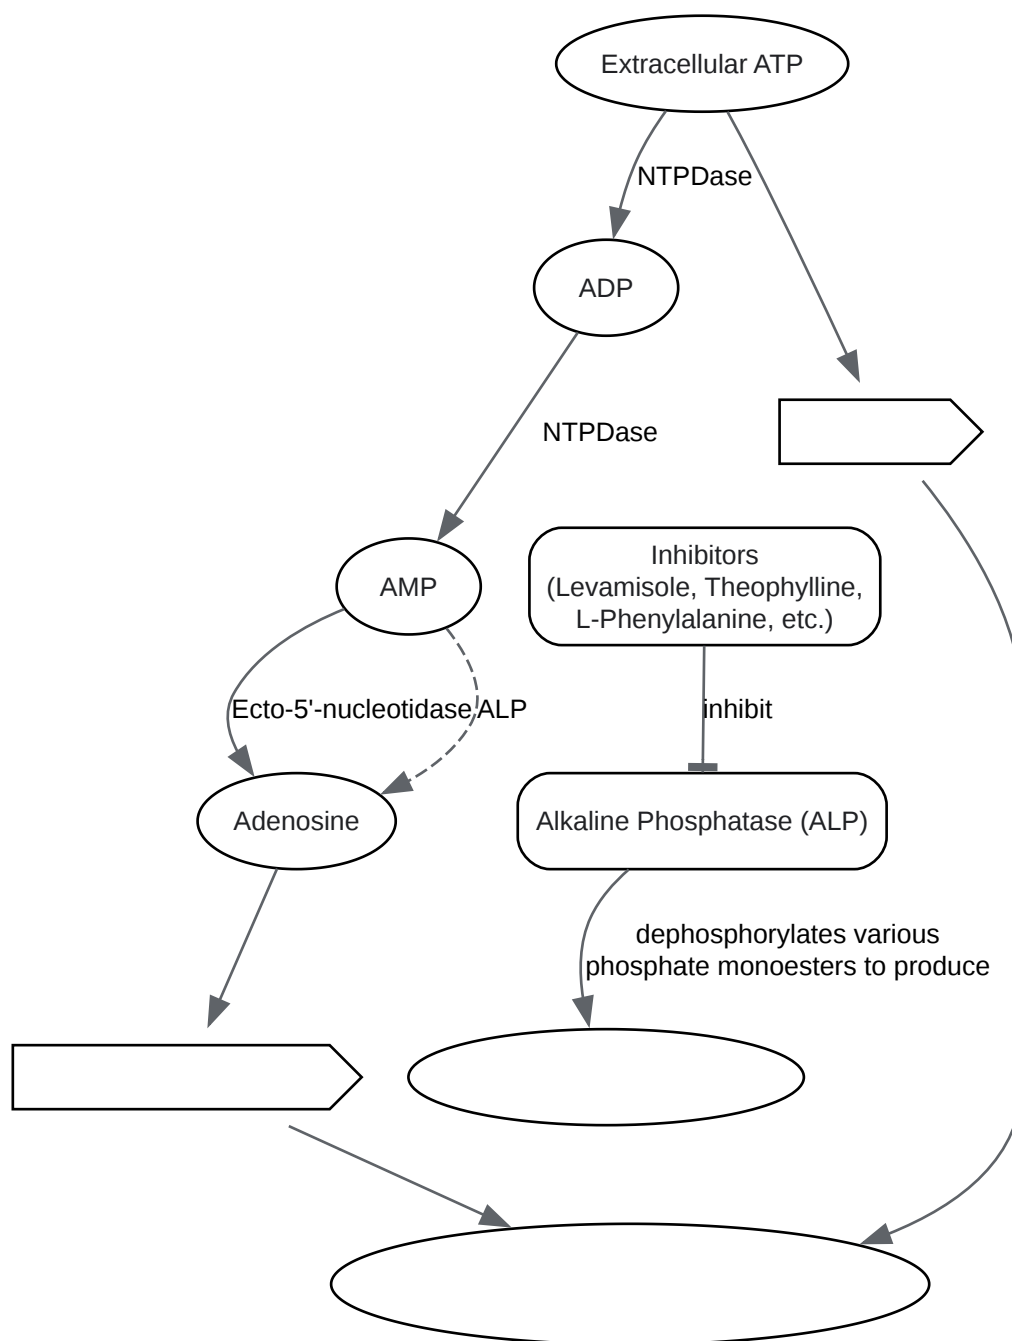 Extracellular ATP
NTPDase
ADP
NTPDase
AMP
Inhibitors
(Levamisole, Theophylline,
L-Phenylalanine, etc.)
Ecto-5'-nucleotidase ALP
inhibit
Adenosine
Alkaline Phosphatase (ALP)
dephosphorylates various
phosphate monoesters to produce